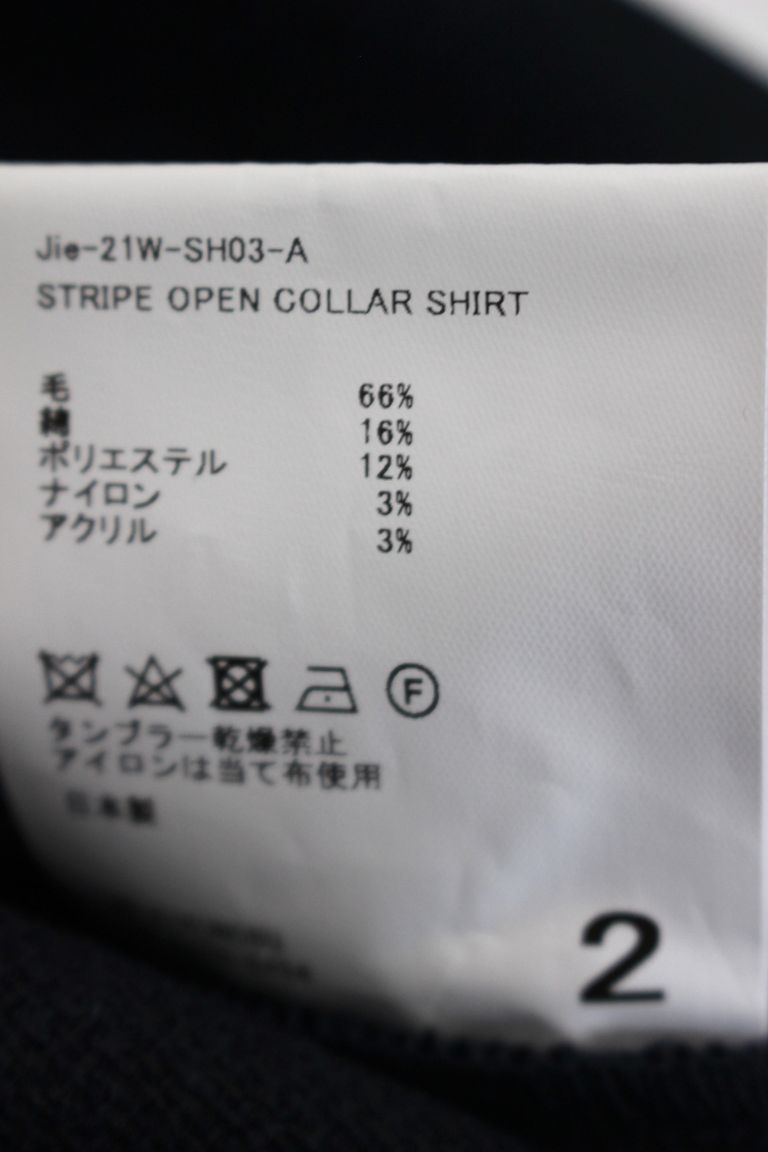 Jie-21W-SH03-A
STRIPE OPEN COLLAR SHIRT
毛 66%
綿 16%
ポリエステル 12%
ナイロン 3%
アクリル 3%
F
タンブラー乾燥禁止
アイロンは当て布使用
日本製
2